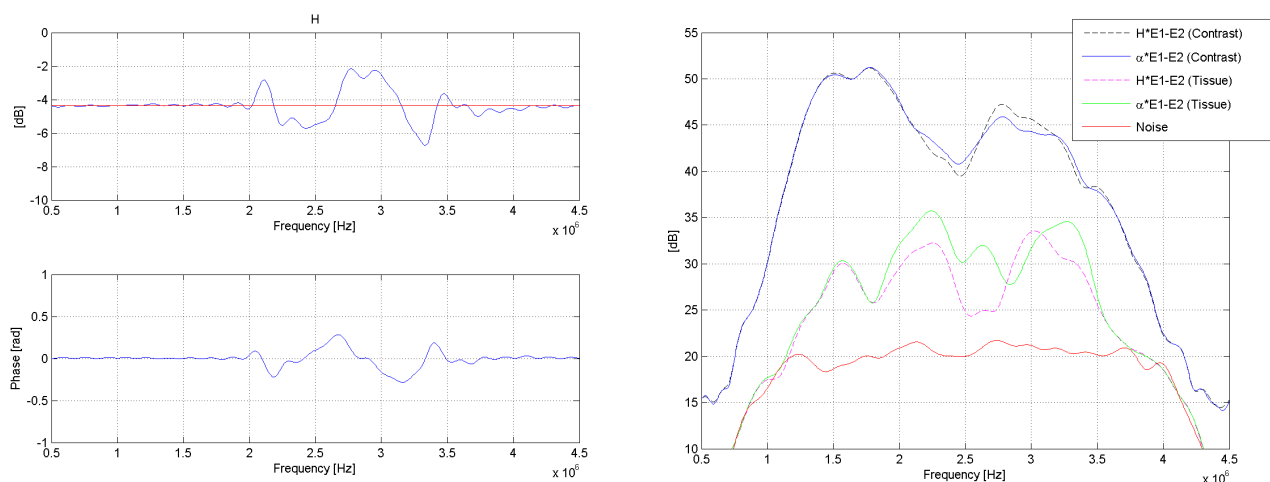 H
0
-2
-4
-6
-8
-10
[dB]
0.5 1 1.5 2 2.5 3 3.5 4 4.5
Frequency [Hz]
x 10^6
1
0.5
0
-0.5
-1
Phase [rad]
0.5 1 1.5 2 2.5 3 3.5 4 4.5
Frequency [Hz]
x 10^6
55
50
45
40
35
30
25
20
15
10
[dB]
0.5 1 1.5 2 2.5 3 3.5 4 4.5
Frequency [Hz]
x 10^6
H*E1-E2 (Contrast)
α*E1-E2 (Contrast)
H*E1-E2 (Tissue)
α*E1-E2 (Tissue)
Noise